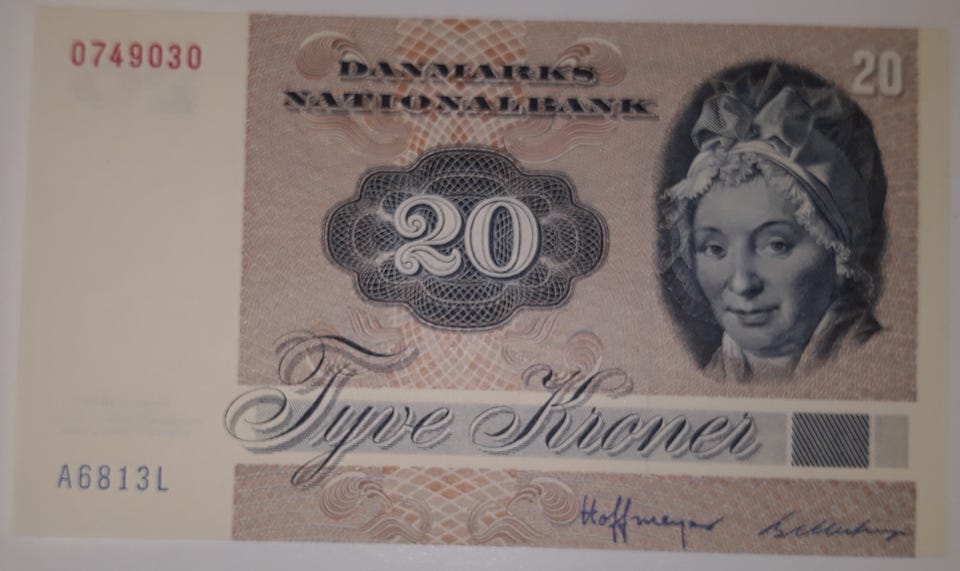 0749030
DANMARKS
NATIONALBANK
20
20
Tyve Kroner
A6813L
Hoffmeyer